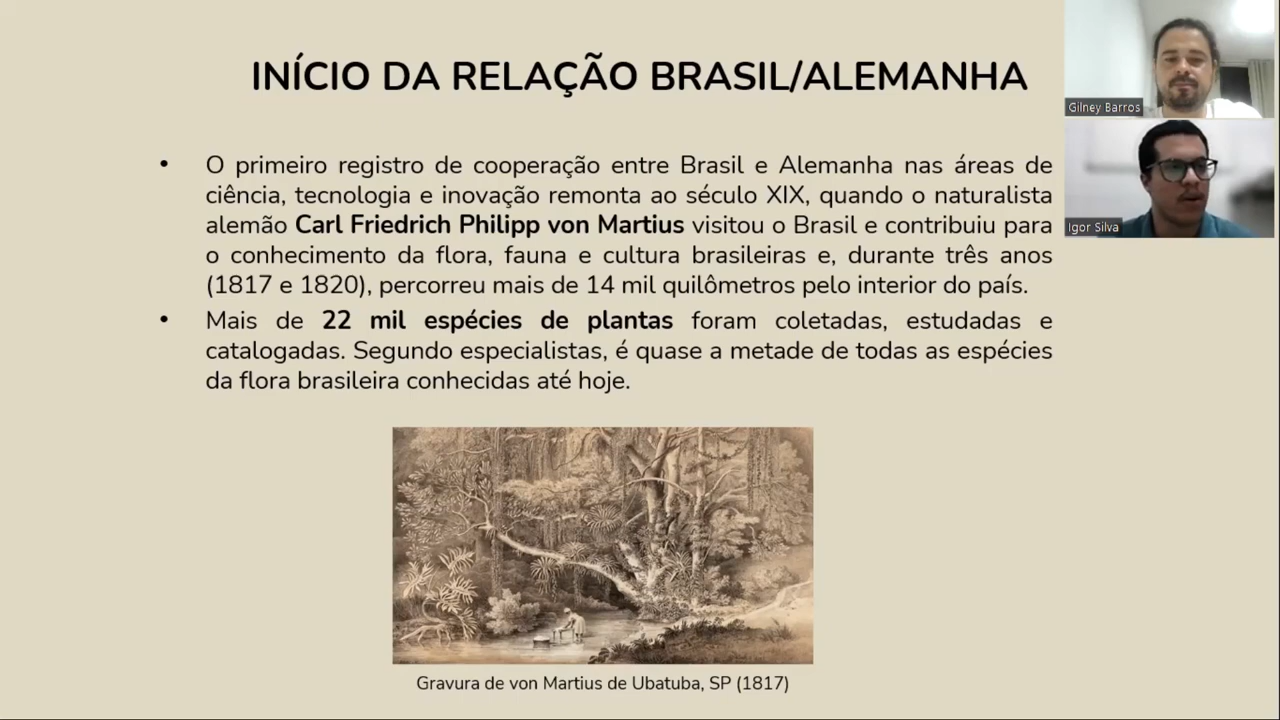 INÍCIO DA RELAÇÃO BRASIL/ALEMANHA
• O primeiro registro de cooperação entre Brasil e Alemanha nas áreas de
ciência, tecnologia e inovação remonta ao século XIX, quando o naturalista
alemão Carl Friedrich Philipp von Martius visitou o Brasil e contribuiu para
o conhecimento da flora, fauna e cultura brasileiras e, durante três anos
(1817 e 1820), percorreu mais de 14 mil quilômetros pelo interior do país.
• Mais de 22 mil espécies de plantas foram coletadas, estudadas e
catalogadas. Segundo especialistas, é quase a metade de todas as espécies
da flora brasileira conhecidas até hoje.
Gravura de von Martius de Ubatuba, SP (1817)
Gilney Barros
Igor Silva